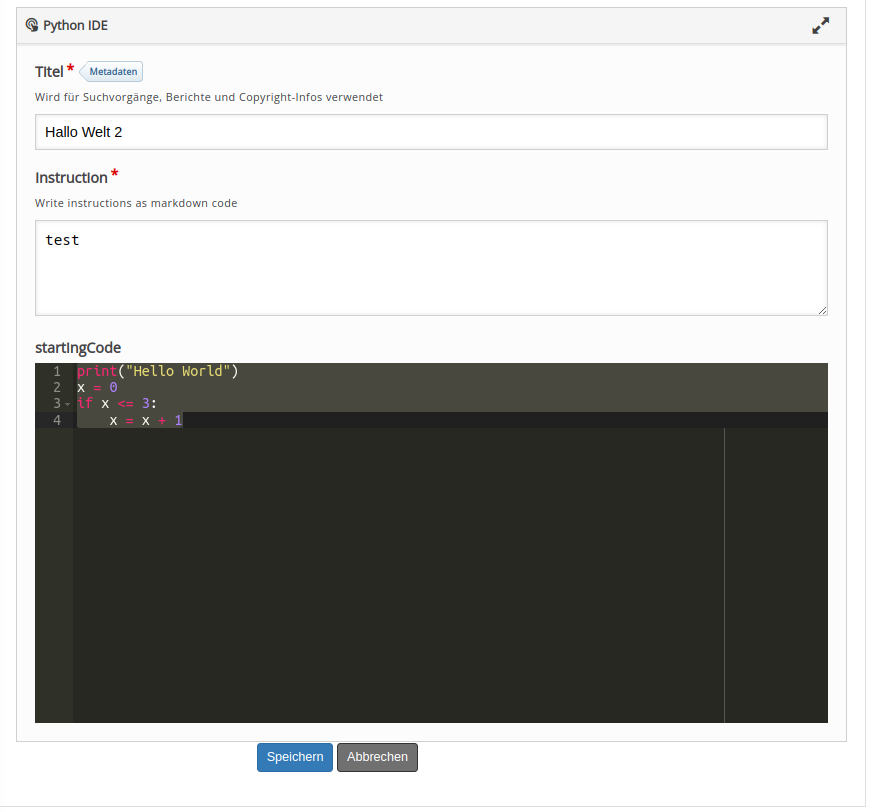 Python IDE
Titel * Metadaten
Wird für Suchvorgänge, Berichte und Copyright-Infos verwendet
Hallo Welt 2
Instruction *
Write instructions as markdown code
test
startingCode
1 print("Hello World")
2 x = 0
3 if x <= 3:
4     x = x + 1
Speichern Abbrechen